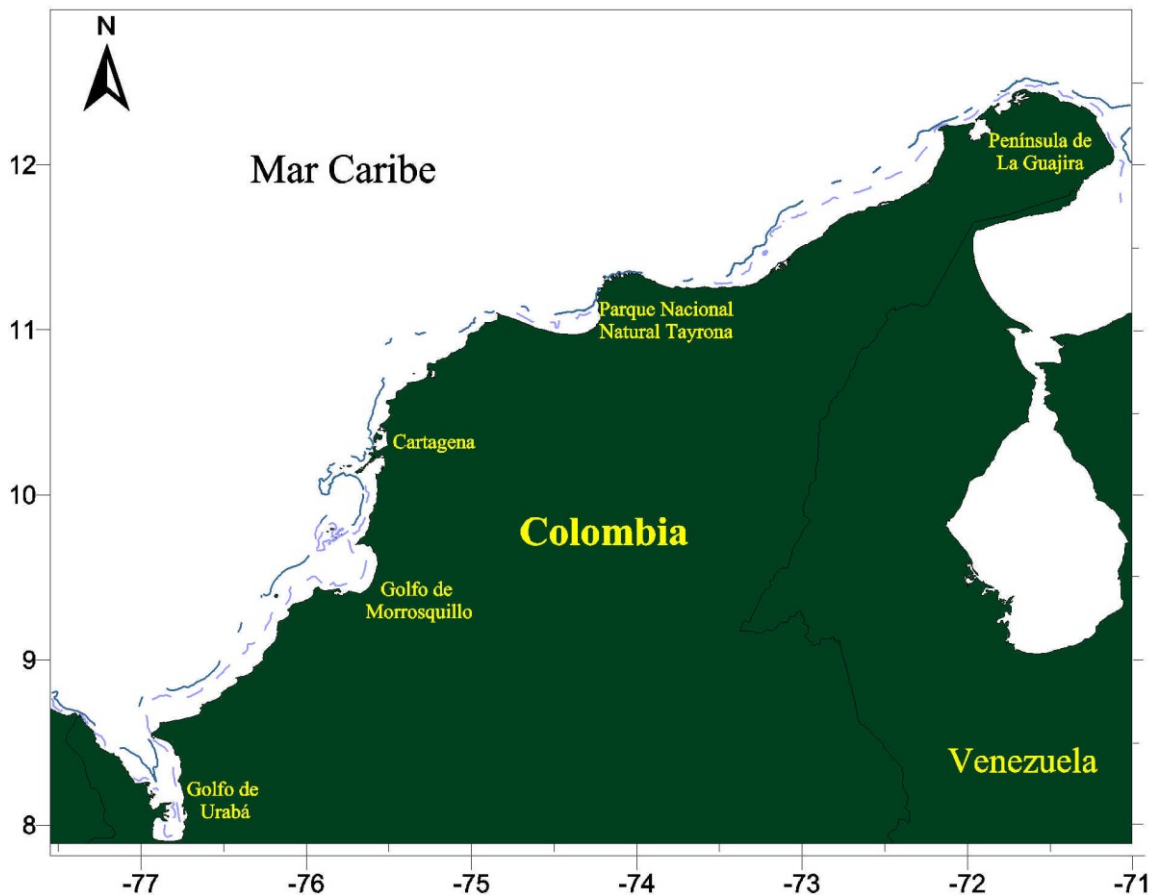 N
Mar Caribe
Península de
La Guajira
Parque Nacional
Natural Tayrona
Cartagena
Colombia
Golfo de
Morrosquillo
Venezuela
Golfo de
Urabá
12
11
10
9
8
-77
-76
-75
-74
-73
-72
-71